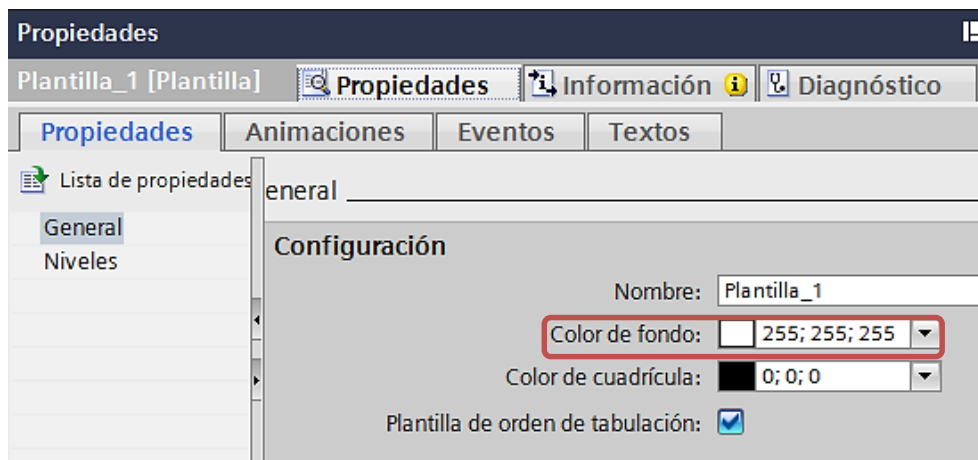 Propiedades
Plantilla_1 [Plantilla] Propiedades Información Diagnóstico
Propiedades Animaciones Eventos Textos
Lista de propiedades
General
Niveles
eneral
Configuración
Nombre: Plantilla_1
Color de fondo: 255; 255; 255
Color de cuadrícula: 0; 0; 0
Plantilla de orden de tabulación: